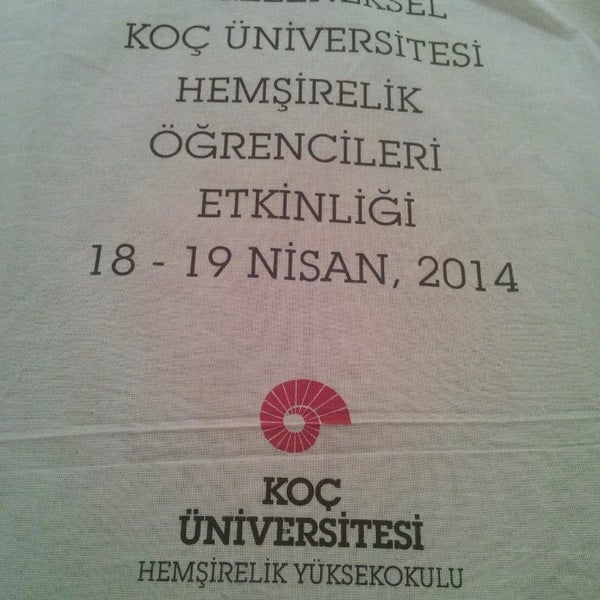 GELENEKSEL
KOÇ ÜNİVERSİTESİ
HEMŞİRELİK
ÖĞRENCİLERİ
ETKİNLİĞİ
18 - 19 NİSAN, 2014
KOÇ
ÜNİVERSİTESİ
HEMŞİRELİK YÜKSEKOKULU